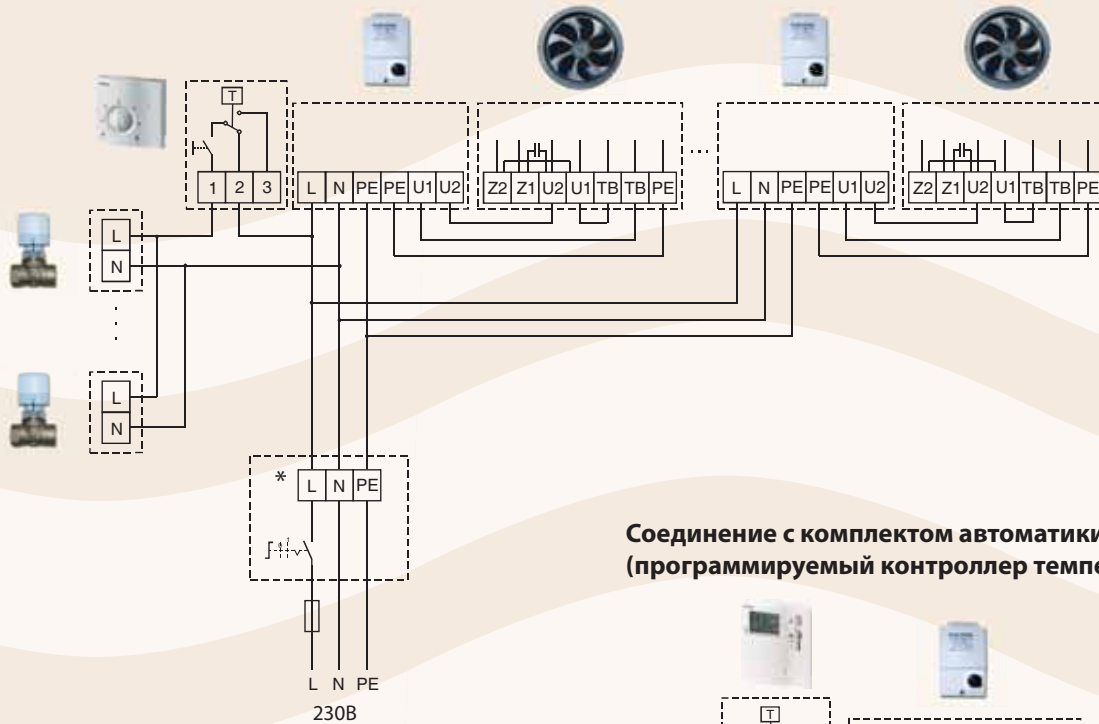 T
1 2 3
L N PE PE U1 U2
Z2 Z1 U2 U1 TB TB PE
...
L N PE PE U1 U2
Z2 Z1 U2 U1 TB TB PE
L
N
L
N
*
L N PE
L N PE
230В
Соединение с комплектом автоматики
(программируемый контроллер темпе
T